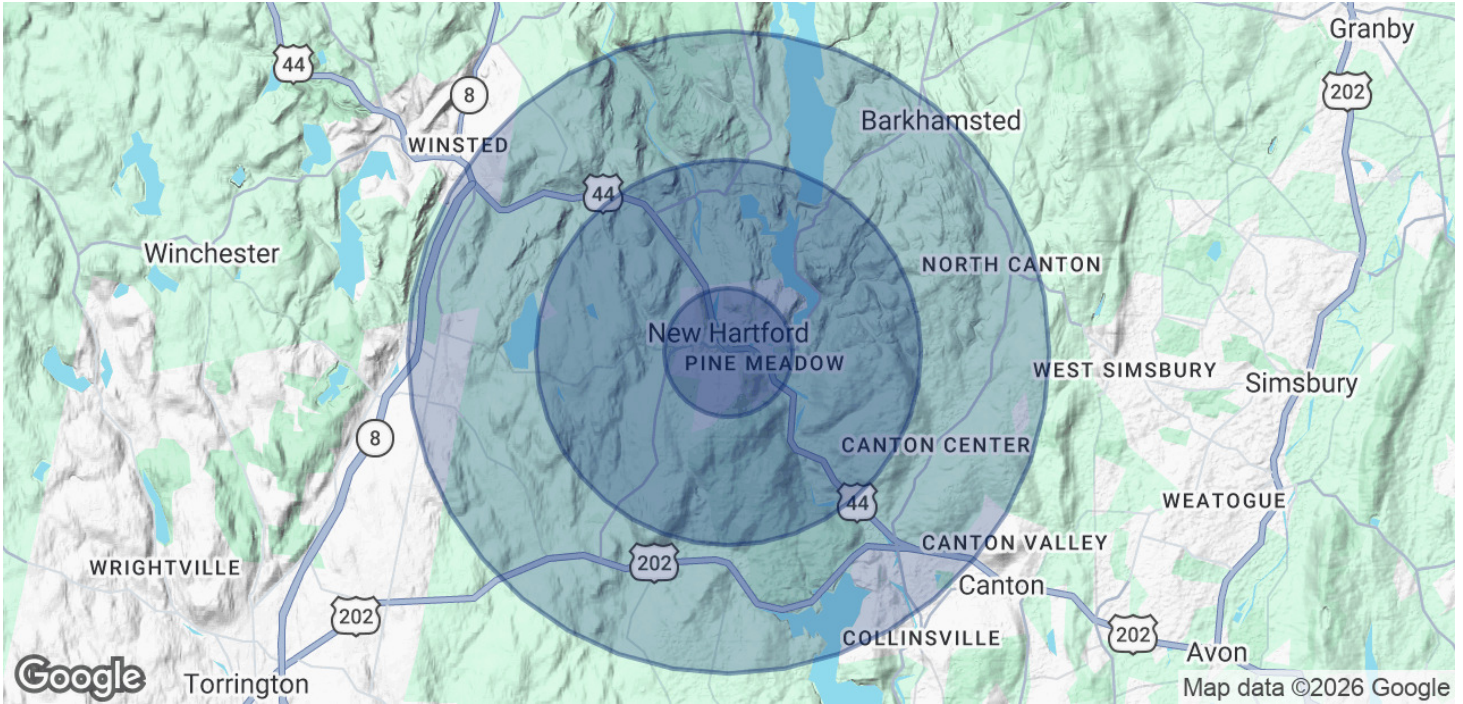 Granby
44
8
202
Barkhamsted
WINSTED
44
Winchester
NORTH CANTON
New Hartford
PINE MEADOW
WEST SIMSBURY
Simsbury
8
CANTON CENTER
44
WEATOGUE
CANTON VALLEY
WRIGHTVILLE
202
Canton
202
202
COLLINSVILLE
Avon
Google
Torrington
Map data ©2026 Google